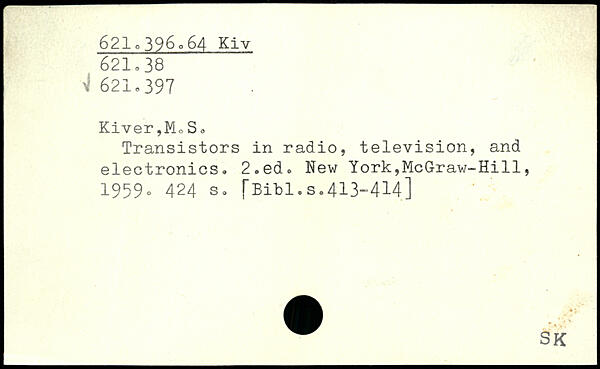 621.396.64 Kiv
621.38
√ 621.397
Kiver,M.S.
Transistors in radio, television, and
electronics. 2.ed. New York,McGraw-Hill,
1959. 424 s. [Bibl.s.413-414]
SK